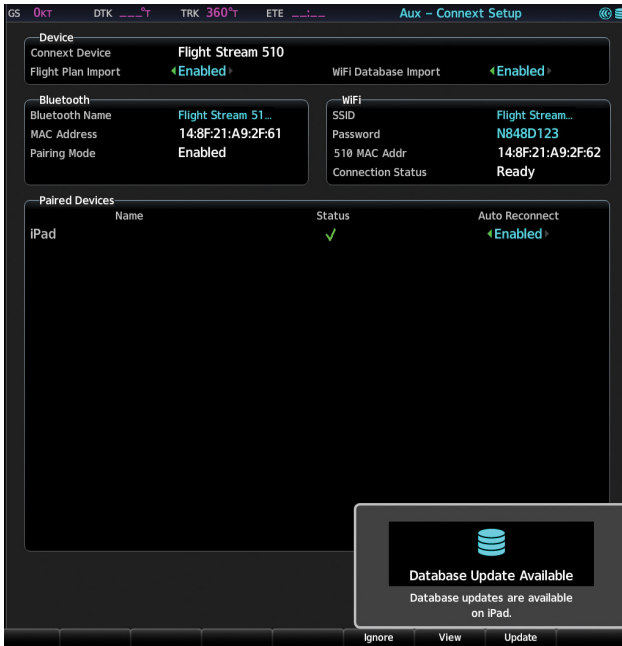 GS 0KT DTK ___°T TRK 360°T ETE __:__ Aux – Connext Setup
Device
Connext Device Flight Stream 510
Flight Plan Import Enabled WiFi Database Import Enabled
Bluetooth
Bluetooth Name Flight Stream 51...
MAC Address 14:8F:21:A9:2F:61
Pairing Mode Enabled
WiFi
SSID Flight Stream...
Password N848D123
510 MAC Addr 14:8F:21:A9:2F:62
Connection Status Ready
Paired Devices
Name Status Auto Reconnect
iPad Enabled
Database Update Available
Database updates are available
on iPad.
Ignore View Update